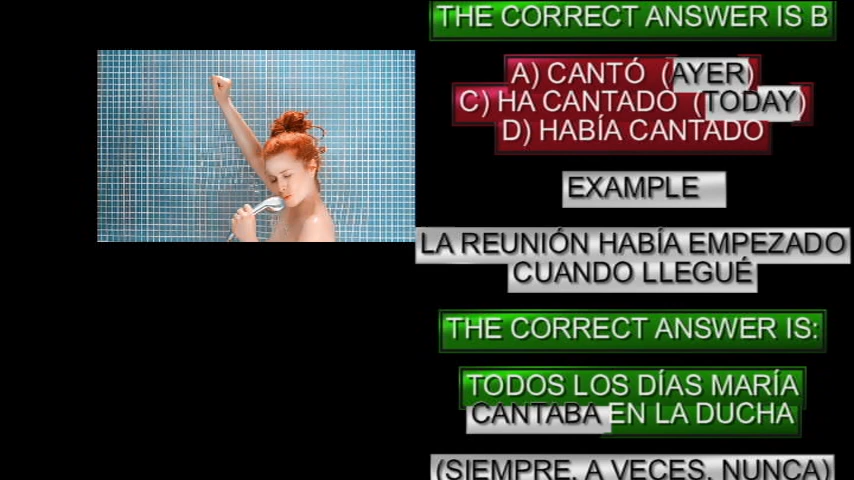 THE CORRECT ANSWER IS B
A) CANTÓ (AYER)
C) HA CANTADO (TODAY)
D) HABÍA CANTADO
EXAMPLE
LA REUNIÓN HABÍA EMPEZADO
CUANDO LLEGUÉ
THE CORRECT ANSWER IS:
TODOS LOS DÍAS MARÍA
CANTABA EN LA DUCHA
(SIEMPRE, A VECES, NUNCA)